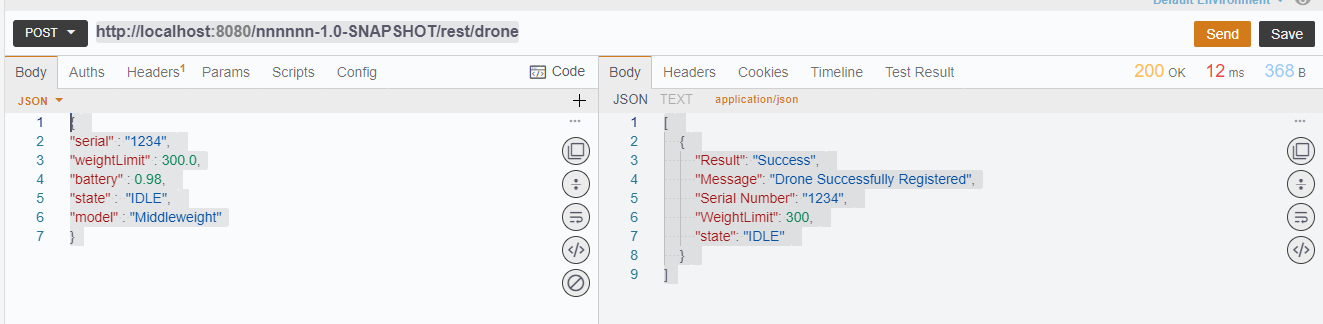 Default Environment
POST http://localhost:8080/nnnnnn-1.0-SNAPSHOT/rest/drone Send Save
Body Auths Headers1 Params Scripts Config Code
JSON
1 {
2 "serial" : "1234",
3 "weightLimit" : 300.0,
4 "battery" : 0.98,
5 "state" : "IDLE",
6 "model" : "Middleweight"
7 }
Body Headers Cookies Timeline Test Result 200 OK 12 ms 368 B
JSON TEXT application/json
1 [
2 {
3 "Result": "Success",
4 "Message": "Drone Successfully Registered",
5 "Serial Number": "1234",
6 "WeightLimit": 300,
7 "state": "IDLE"
8 }
9 ]